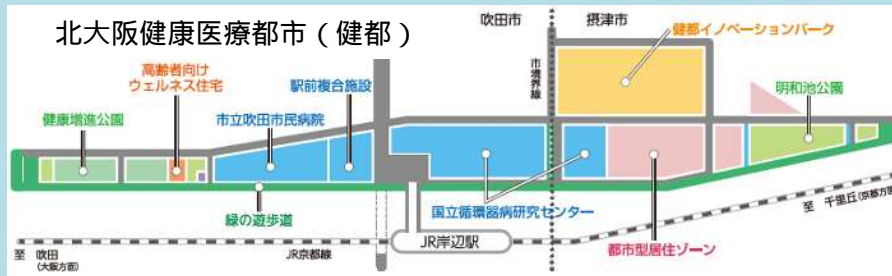 北大阪健康医療都市（健都）
吹田市
摂津市
市境界線
健都イノベーションパーク
高齢者向け
ウェルネス住宅
駅前複合施設
明和池公園
健康増進公園
市立吹田市民病院
緑の遊歩道
国立循環器病研究センター
都市型居住ゾーン
至 千里丘(京都方面)
至 吹田
(大阪方面)
JR京都線
JR岸辺駅